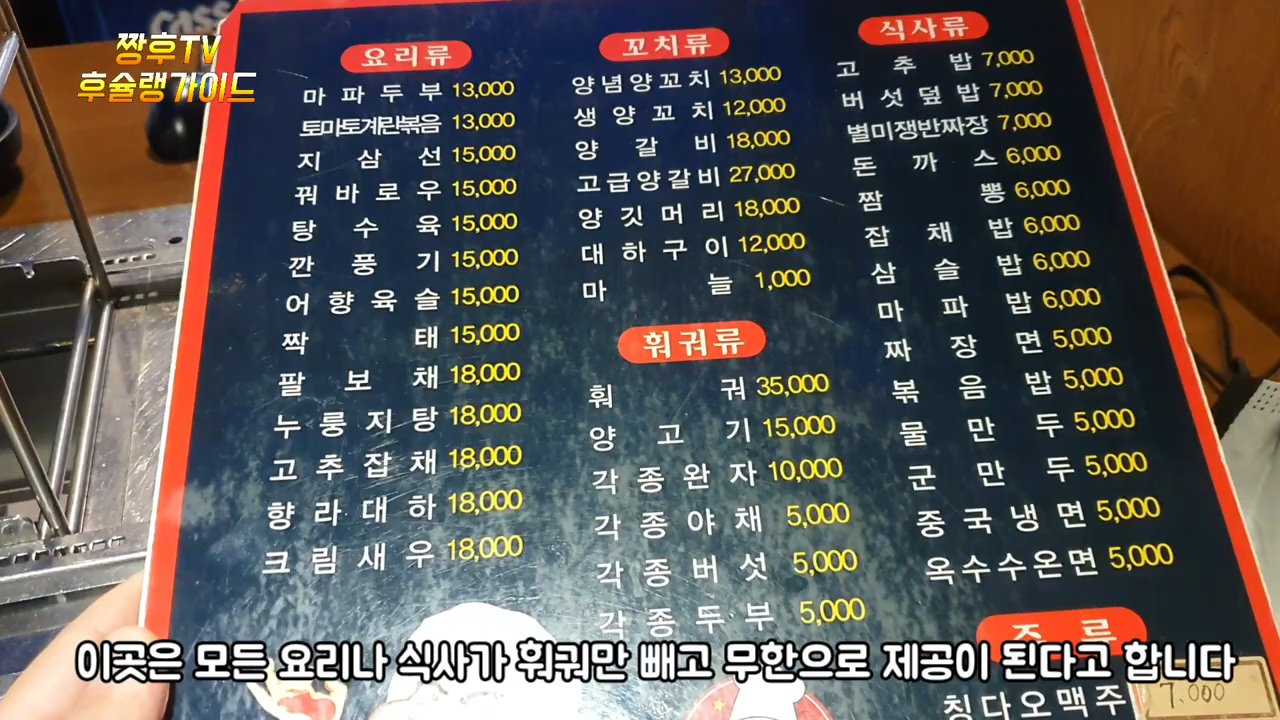 cass
짱후TV
후슐랭가이드
요리류
마파두부 13,000
토마토계란볶음 13,000
지삼선 15,000
꿔바로우 15,000
탕수육 15,000
깐풍기 15,000
어향육슬 15,000
짝태 15,000
팔보채 18,000
누룽지탕 18,000
고추잡채 18,000
향라대하 18,000
크림새우 18,000
꼬치류
양념양꼬치 13,000
생양꼬치 12,000
양갈비 18,000
고급양갈비 27,000
양깃머리 18,000
대하구이 12,000
마늘 1,000
훠궈류
훠궈 35,000
양고기 15,000
각종완자 10,000
각종야채 5,000
각종버섯 5,000
각종두부 5,000
식사류
고추밥 7,000
버섯덮밥 7,000
별미쟁반짜장 7,000
돈까스 6,000
짬뽕 6,000
잡채밥 6,000
삼슬밥 6,000
마파밥 6,000
짜장면 5,000
볶음밥 5,000
물만두 5,000
군만두 5,000
중국냉면 5,000
옥수수온면 5,000
주류
칭다오맥주 7.000
이곳은 모든 요리나 식사가 훠궈만 빼고 무한으로 제공이 된다고 합니다